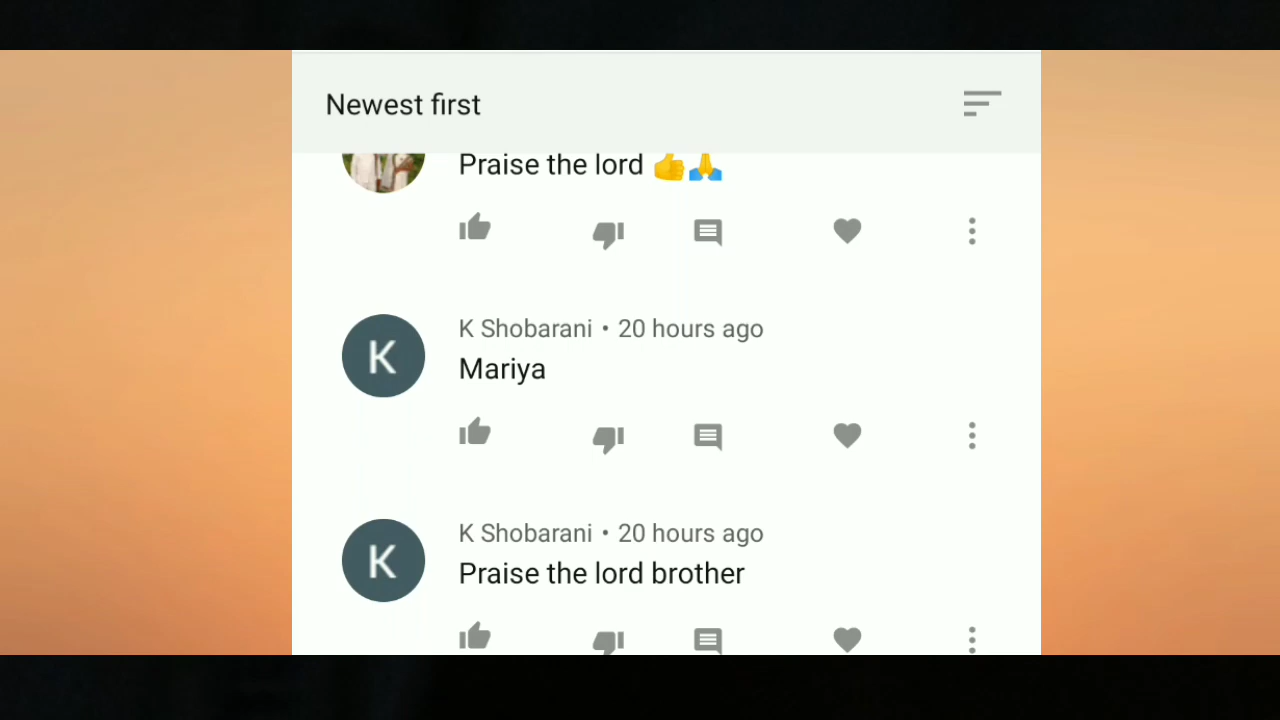 Newest first
Praise the lord 👍🙏
K Shobarani • 20 hours ago
K
Mariya
K Shobarani • 20 hours ago
K
Praise the lord brother